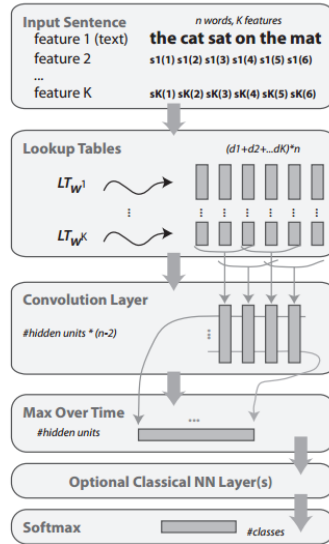 Input Sentence
n words, K features
feature 1 (text) the cat sat on the mat
feature 2 s1(1) s1(2) s1(3) s1(4) s1(5) s1(6)
...
feature K sK(1) sK(2) sK(3) sK(4) sK(5) sK(6)
Lookup Tables
(d1+d2+...dK)*n
LTw1
...
LTwK
...
Convolution Layer
#hidden units * (n-2)
...
Max Over Time
...
#hidden units
Optional Classical NN Layer(s)
Softmax
#classes